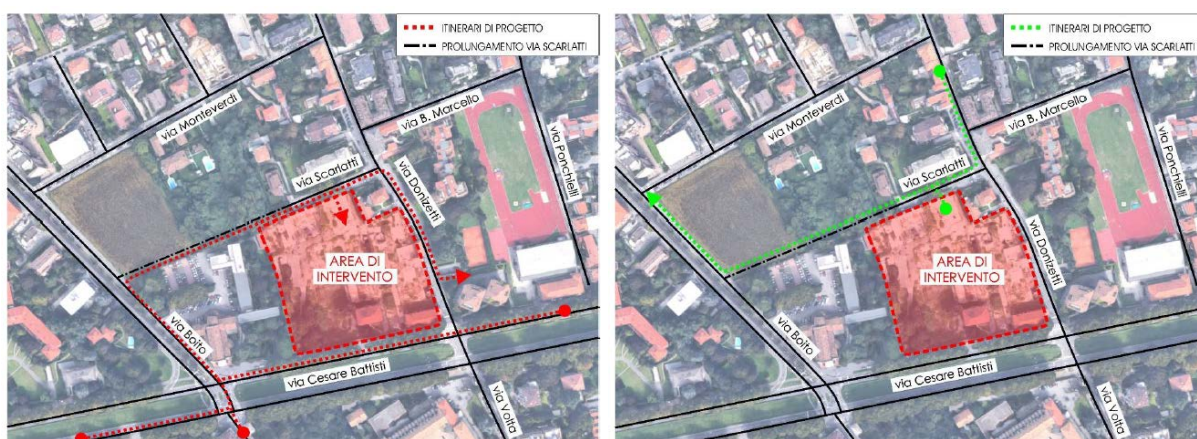 ITINERARI DI PROGETTO
PROLUNGAMENTO VIA SCARLATTI
via Monteverdi
via B. Marcello
via Ponchielli
via Scarlatti
via Donizetti
AREA DI
INTERVENTO
via Boito
via Cesare Battisti
via Volta
ITINERARI DI PROGETTO
PROLUNGAMENTO VIA SCARLATTI
via Monteverdi
via B. Marcello
via Ponchielli
via Scarlatti
via Donizetti
AREA DI
INTERVENTO
via Boito
via Cesare Battisti
via Volta